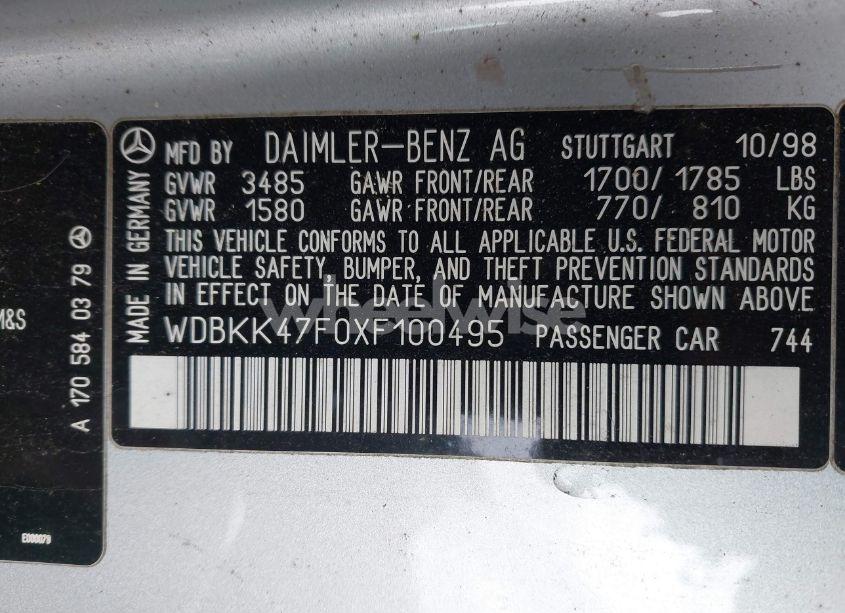 MFD BY DAIMLER-BENZ AG STUTTGART 10/98
GVWR 3485 GAWR FRONT/REAR 1700/ 1785 LBS
GVWR 1580 GAWR FRONT/REAR 770/ 810 KG
THIS VEHICLE CONFORMS TO ALL APPLICABLE U.S. FEDERAL MOTOR
VEHICLE SAFETY, BUMPER, AND THEFT PREVENTION STANDARDS
IN EFFECT ON THE DATE OF MANUFACTURE SHOWN ABOVE
WDBKK47F0XF100495 PASSENGER CAR 744
MADE IN GERMANY
A 170 584 03 79
M&S
E000079
wheelwise